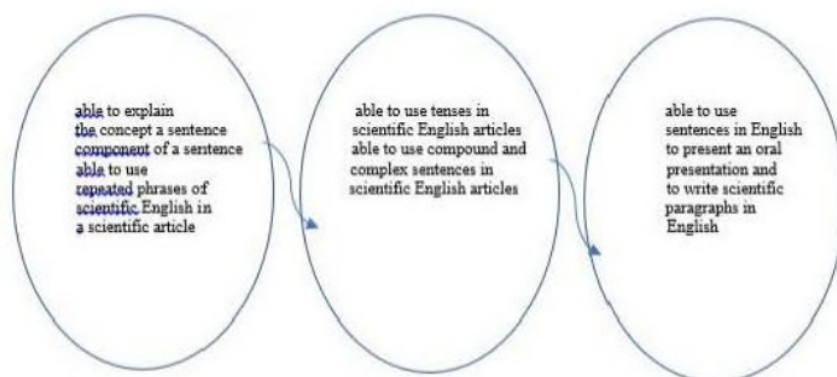 able to explain
the concept a sentence
component of a sentence
able to use
repeated phrases of
scientific English in
a scientific article
able to use tenses in
scientific English articles
able to use compound and
complex sentences in
scientific English articles
able to use
sentences in English
to present an oral
presentation and
to write scientific
paragraphs in
English